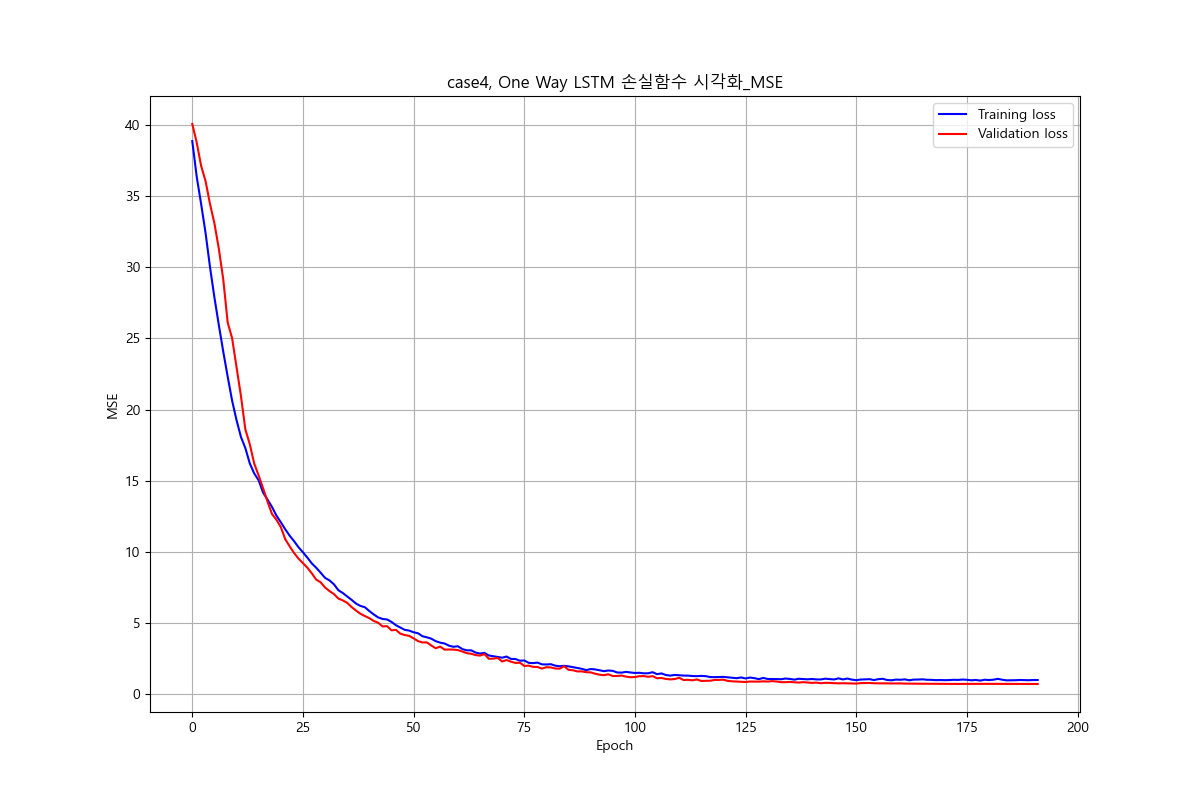 case4, One Way LSTM 손실함수 시각화_MSE
Training loss
Validation loss
40
35
30
25
20
15
10
5
0
MSE
0 25 50 75 100 125 150 175 200
Epoch